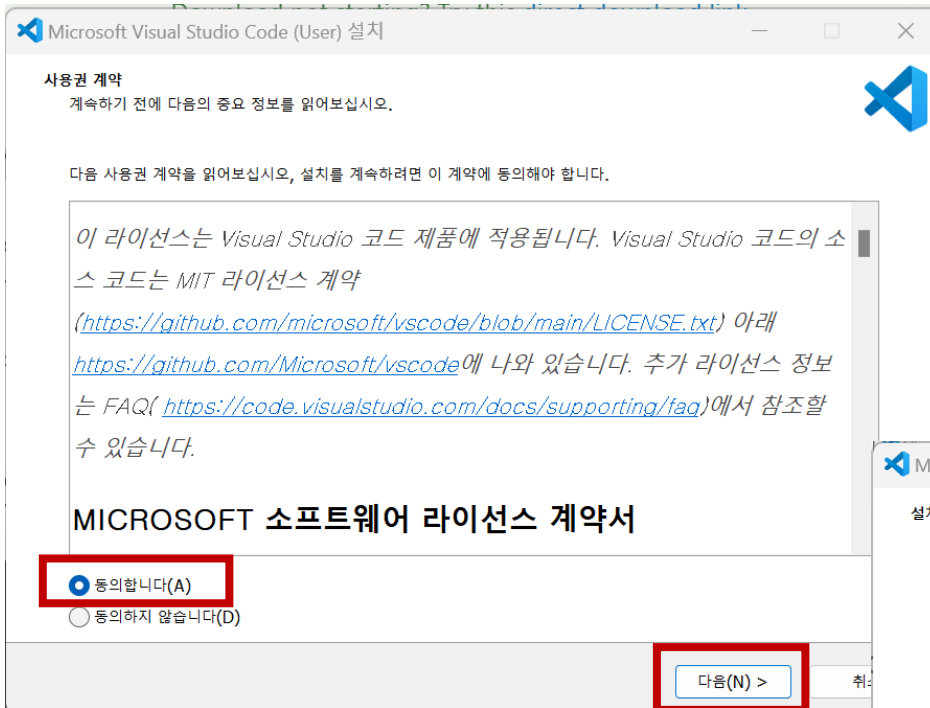 Download not starting? Try this direct download link.
Microsoft Visual Studio Code (User) 설치
사용권 계약
계속하기 전에 다음의 중요 정보를 읽어보십시오.
다음 사용권 계약을 읽어보십시오, 설치를 계속하려면 이 계약에 동의해야 합니다.
이 라이선스는 Visual Studio 코드 제품에 적용됩니다. Visual Studio 코드의 소
스 코드는 MIT 라이선스 계약
(https://github.com/microsoft/vscode/blob/main/LICENSE.txt) 아래
https://github.com/Microsoft/vscode에 나와 있습니다. 추가 라이선스 정보
는 FAQ( https://code.visualstudio.com/docs/supporting/faq)에서 참조할
수 있습니다.
MICROSOFT 소프트웨어 라이선스 계약서
동의합니다(A)
동의하지 않습니다(D)
다음(N) >